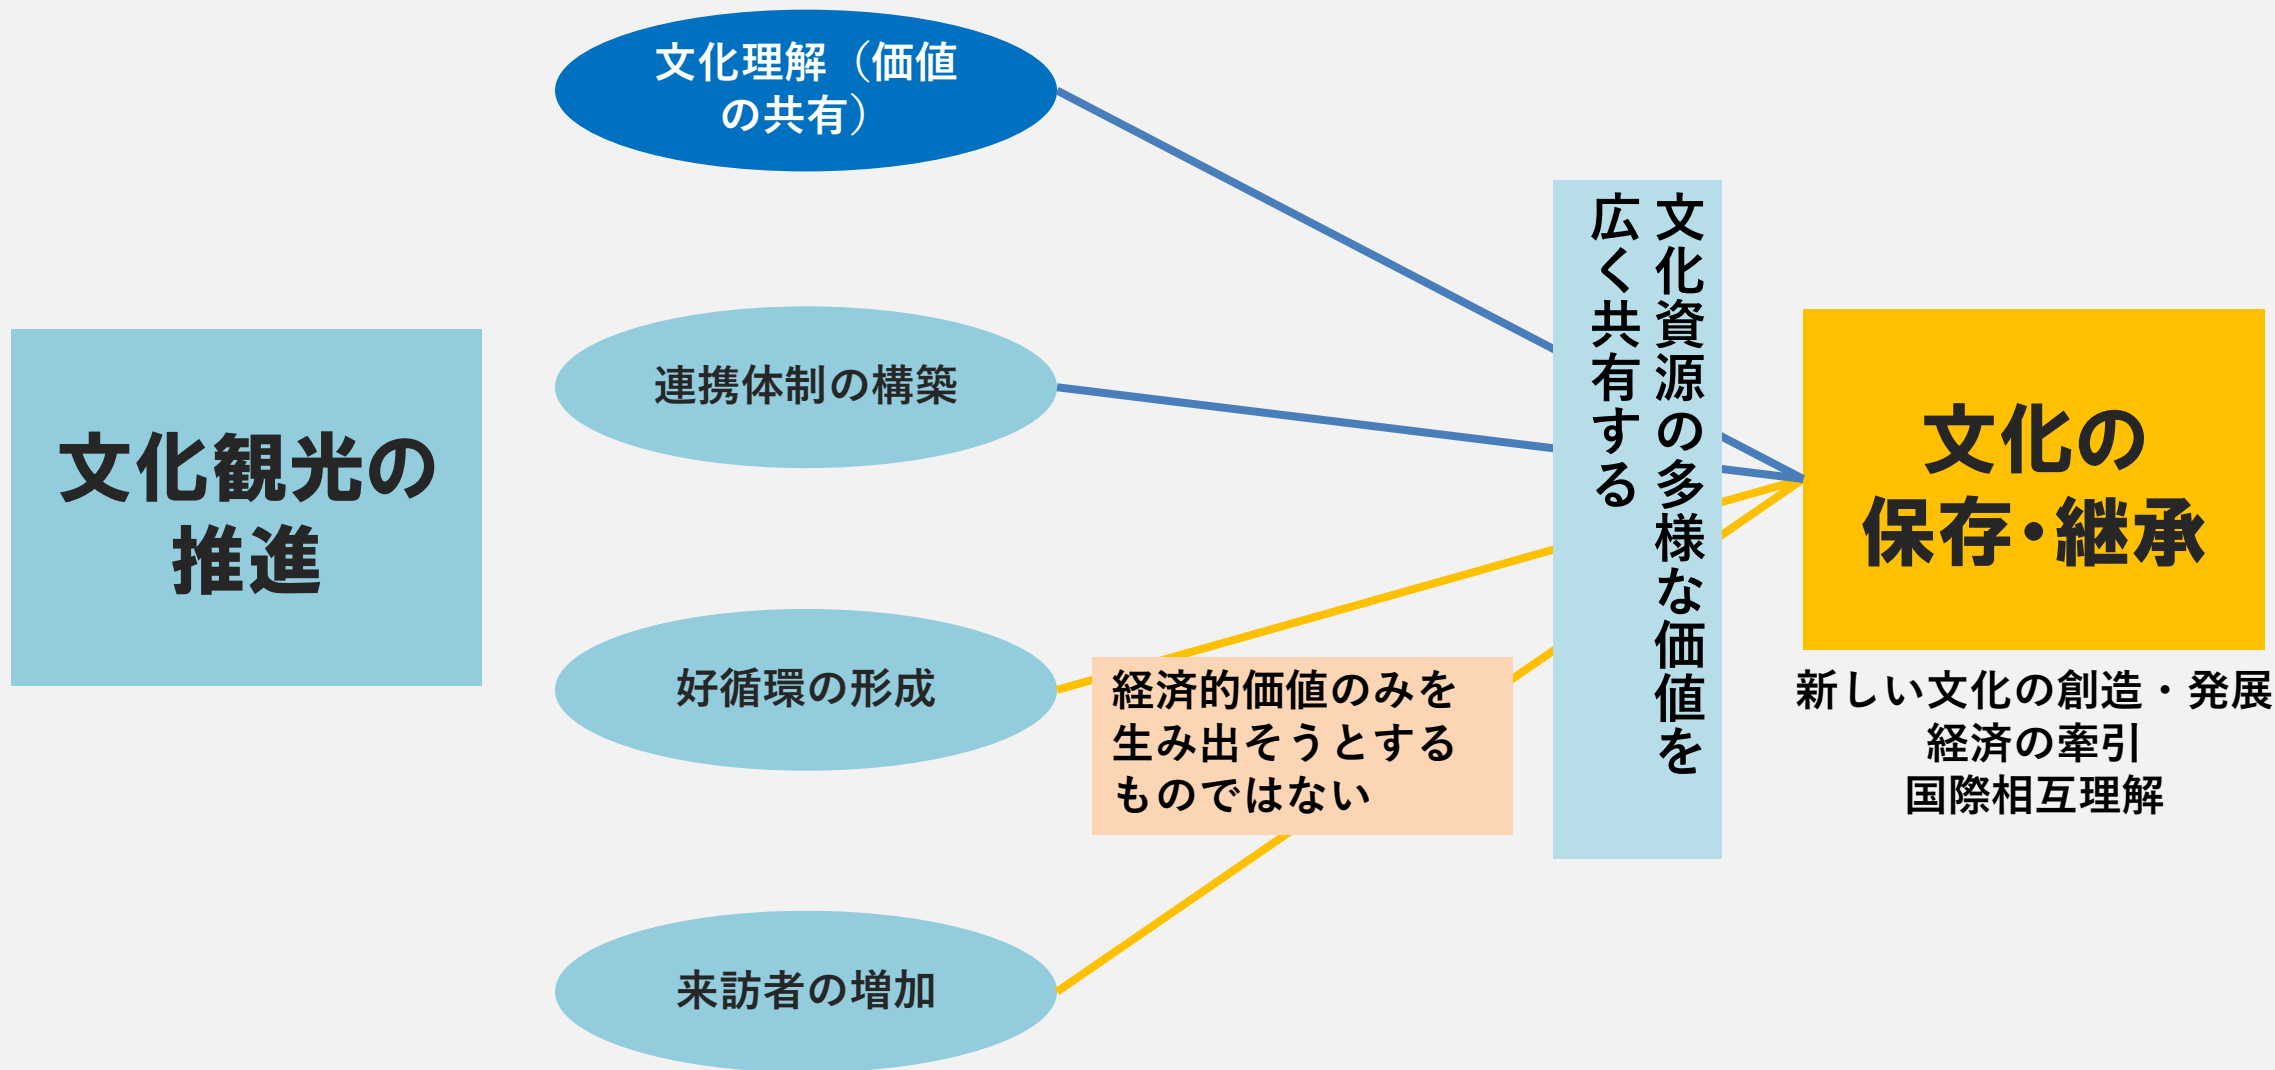 文化観光の
推進
文化理解（価値
の共有）
連携体制の構築
好循環の形成
来訪者の増加
経済的価値のみを
生み出そうとする
ものではない
文化資源の多様な価値を
広く共有する
文化の
保存・継承
新しい文化の創造・発展
経済の牽引
国際相互理解